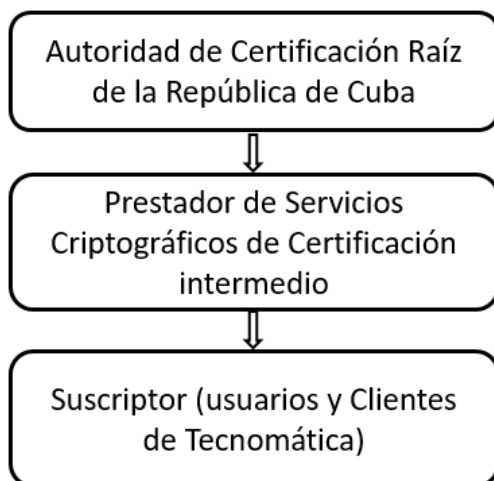 Autoridad de Certificación Raíz
de la República de Cuba
Prestador de Servicios
Criptográficos de Certificación
intermedio
Suscriptor (usuarios y Clientes
de Tecnomática)